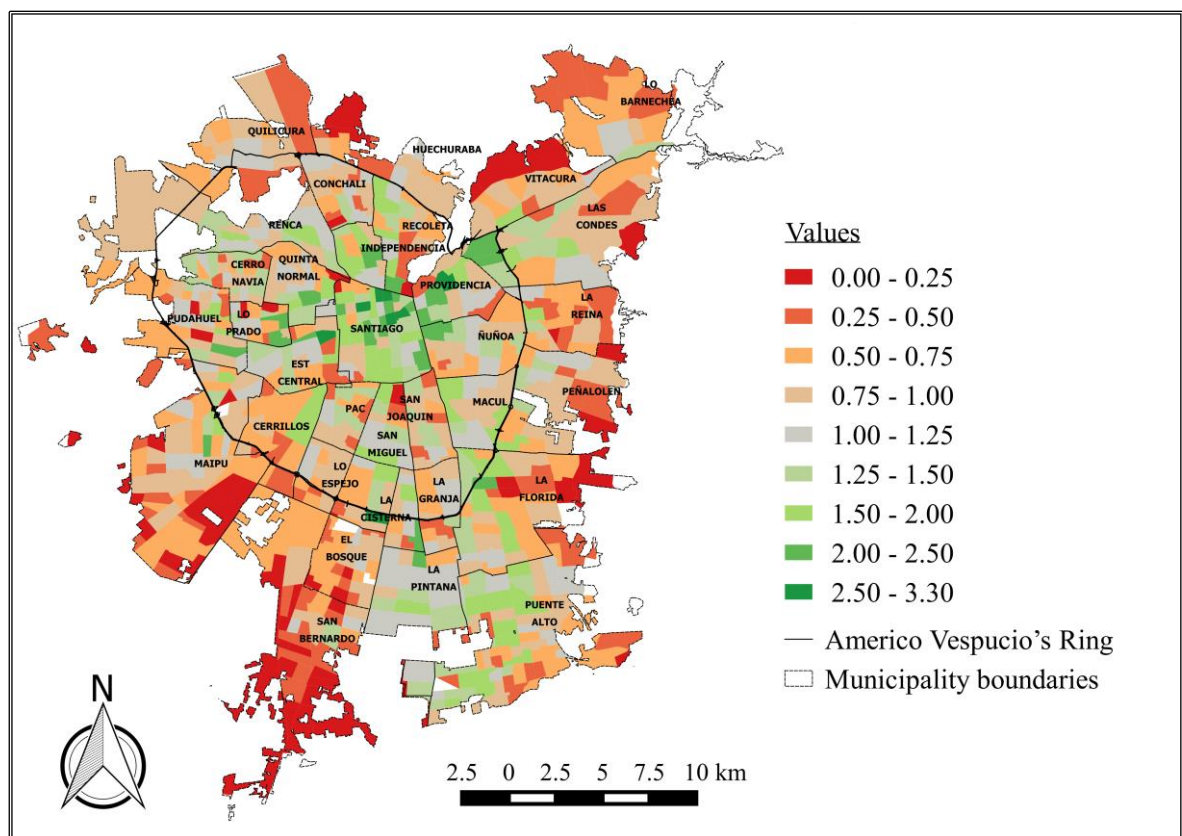 LO
BARNECHEA
QUILICURA
HUECHURABA
CONCHALI
VITACURA
LAS
CONDES
RENCA
RECOLETA
INDEPENDENCIA
CERRO
NAVIA
QUINTA
NORMAL
PROVIDENCIA
LA
REINA
PUDAHUEL
LO
PRADO
SANTIAGO
ÑUÑOA
EST
CENTRAL
PEÑALOLEN
PAC
SAN
JOAQUIN
MACUL
CERRILLOS
SAN
MIGUEL
MAIPU
LO
ESPEJO
LA
GRANJA
LA
FLORIDA
LA
CISTERNA
EL
BOSQUE
LA
PINTANA
PUENTE
ALTO
SAN
BERNARDO
Values
0.00 - 0.25
0.25 - 0.50
0.50 - 0.75
0.75 - 1.00
1.00 - 1.25
1.25 - 1.50
1.50 - 2.00
2.00 - 2.50
2.50 - 3.30
Americo Vespucio's Ring
Municipality boundaries
N
2.5 0 2.5 5 7.5 10 km